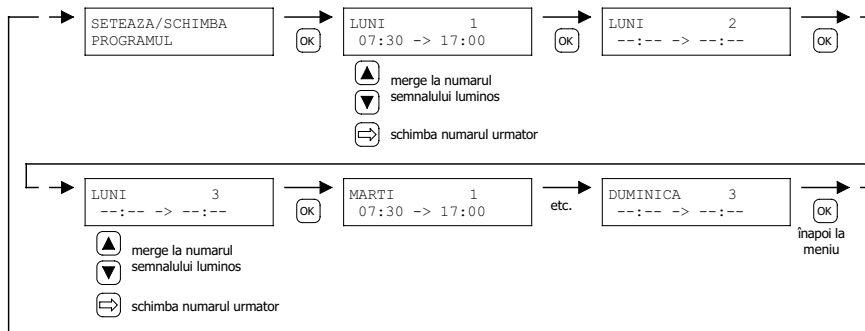 SETEAZA/SCHIMBA
PROGRAMUL
OK
LUNI 1
07:30 -> 17:00
OK
LUNI 2
--:-- -> --:--
OK
merge la numarul
semnalului luminos
schimba numarul urmator
LUNI 3
--:-- -> --:--
OK
MARTI 1
07:30 -> 17:00
etc.
DUMINICA 3
--:-- -> --:--
OK
înapoi la
meniu
merge la numarul
semnalului luminos
schimba numarul urmator